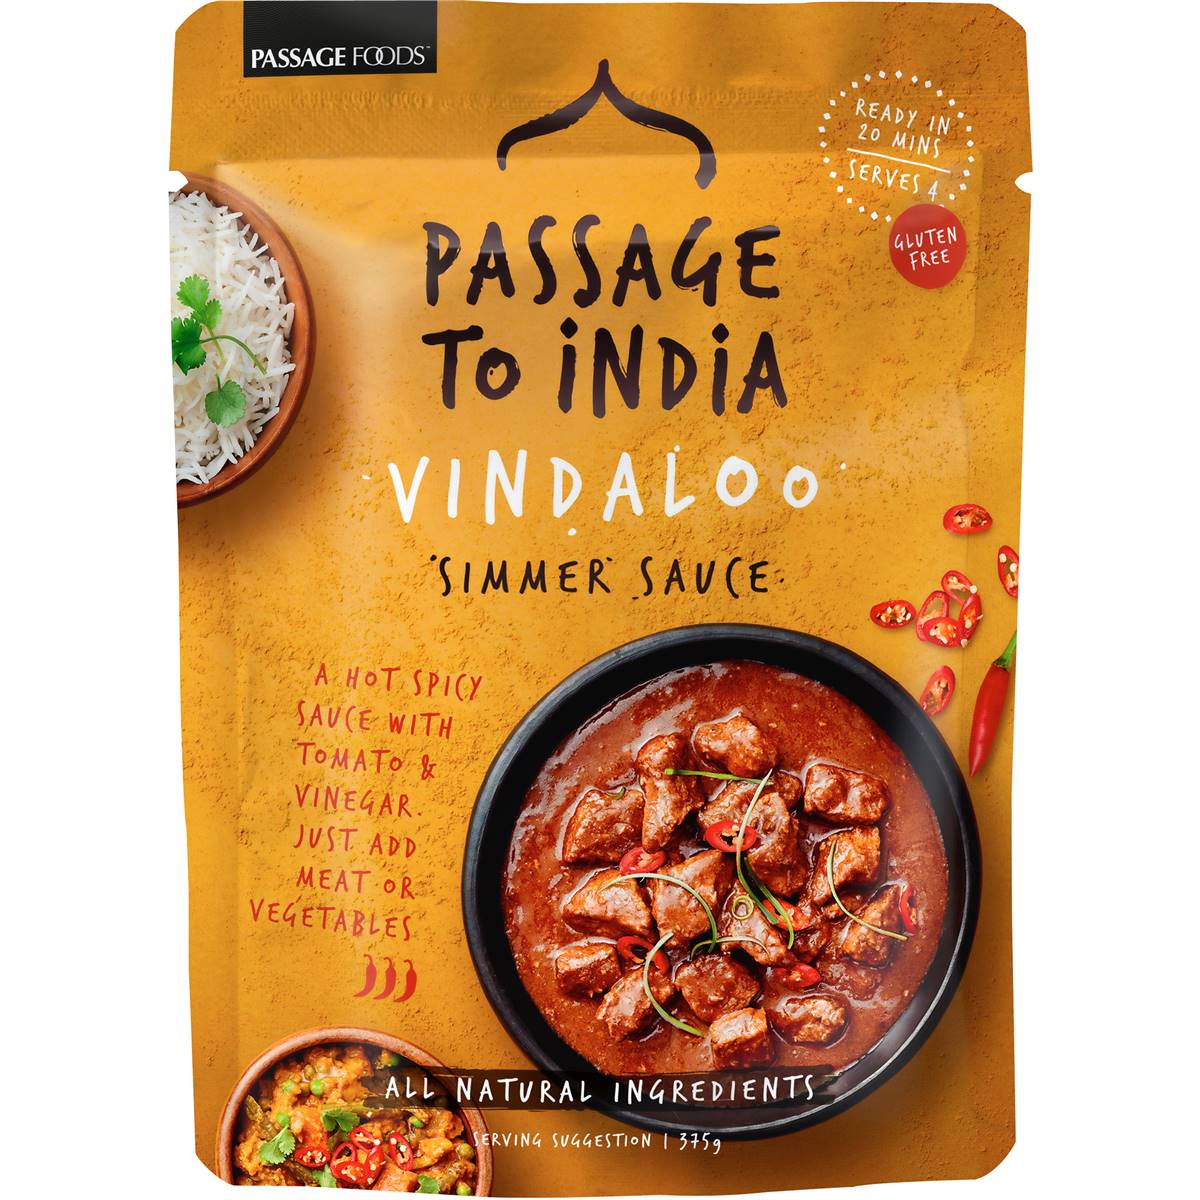 PASSAGE FOODS™
READY IN
20 MINS
SERVES 4
GLUTEN
FREE
PASSAGE
TO INDIA
VINDALOO
SIMMER SAUCE
A HOT SPICY
SAUCE WITH
TOMATO &
VINEGAR.
JUST ADD
MEAT OR
VEGETABLES
ALL NATURAL INGREDIENTS
SERVING SUGGESTION | 375g